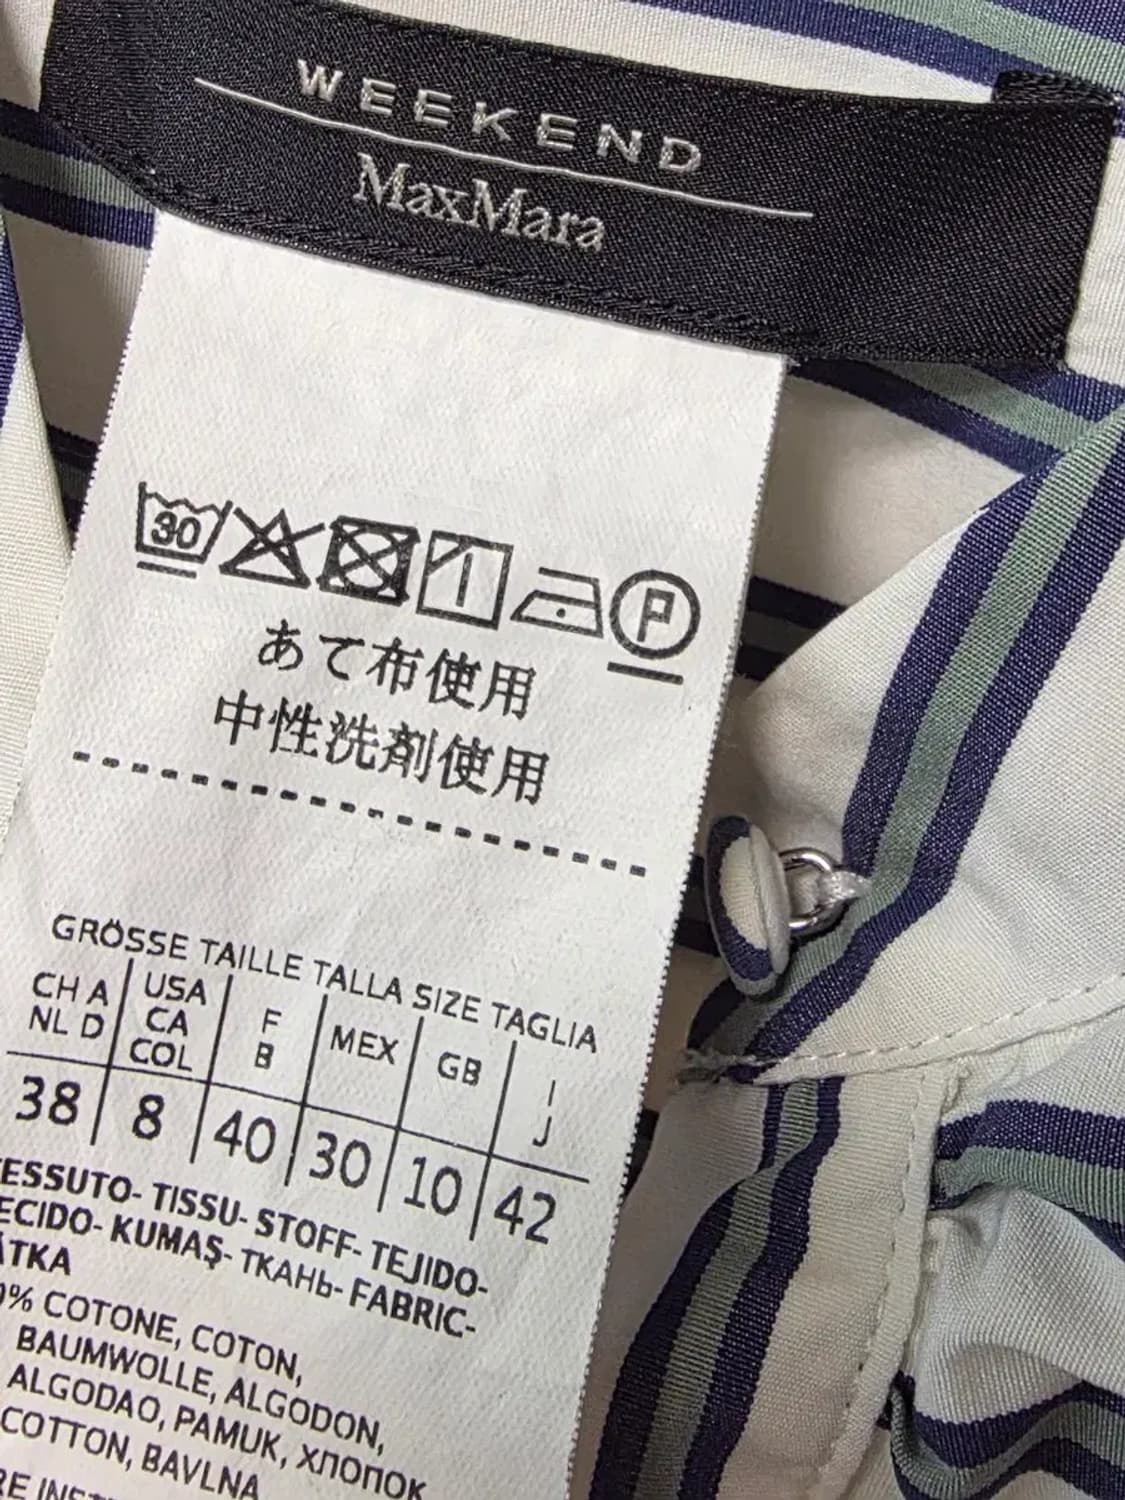 WEEKEND
MaxMara
30
P
あて布使用
中性洗剤使用
GRÖSSE TAILLE TALLA SIZE TAGLIA
CH A
NL D
USA
CA
COL
F
B
MEX
GB
I
J
38 8 40 30 10 42
TISSU- STOFF- TEJIDO-
KUMAŞ- ТКАНЬ- FABRIC-
COTONE, COTON,
BAUMWOLLE, ALGODON,
ALGODAO, PAMUK, ХЛОПОК
COTTON, BAVLNA